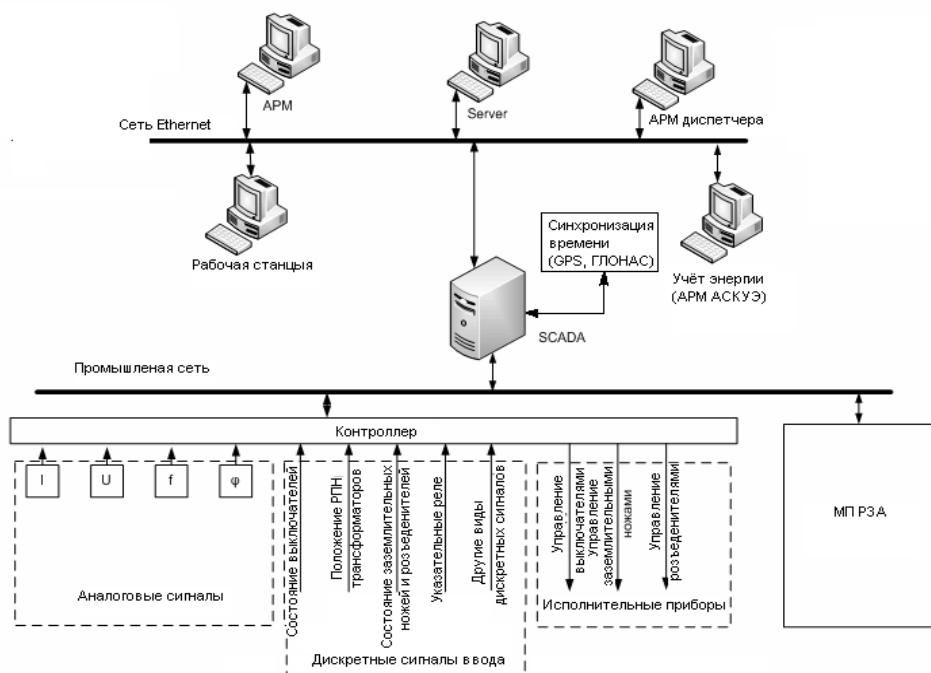 АРМ
Server
АРМ диспетчера
Сеть Ethernet
Рабочая станцыя
Синхронизация
времени
(GPS, ГЛОНАС)
Учёт энергии
(АРМ АСКУЭ)
SCADA
Промышленая сеть
Контроллер
I
U
f
φ
Аналоговые сигналы
Состояние выключателей
Положение РПН
трансформаторов
Состояние заземлительных
ножей и розъеденителей
Указательные реле
Другие виды
дискретных сигналов
Дискретные сигналы ввода
Управление
выключателями
Управление
заземлительными
ножами
Управление
розъеденителями
Исполнительные приборы
МП РЗА